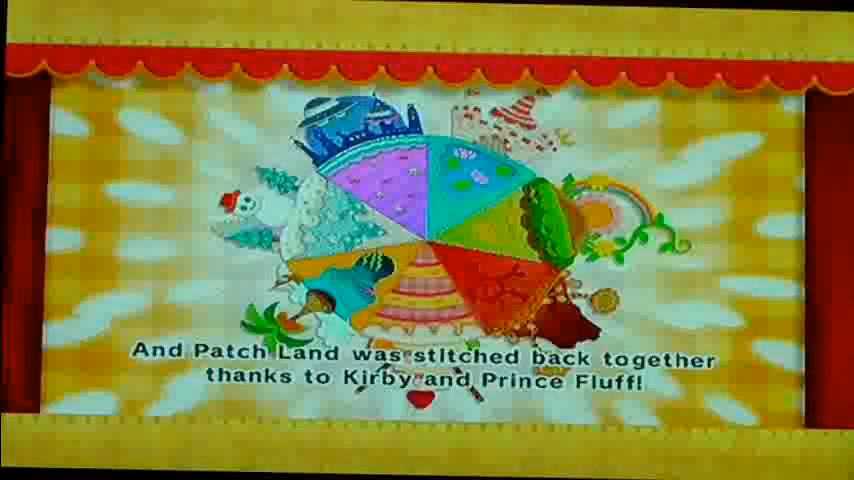 And Patch Land was stitched back together
thanks to Kirby and Prince Fluff!